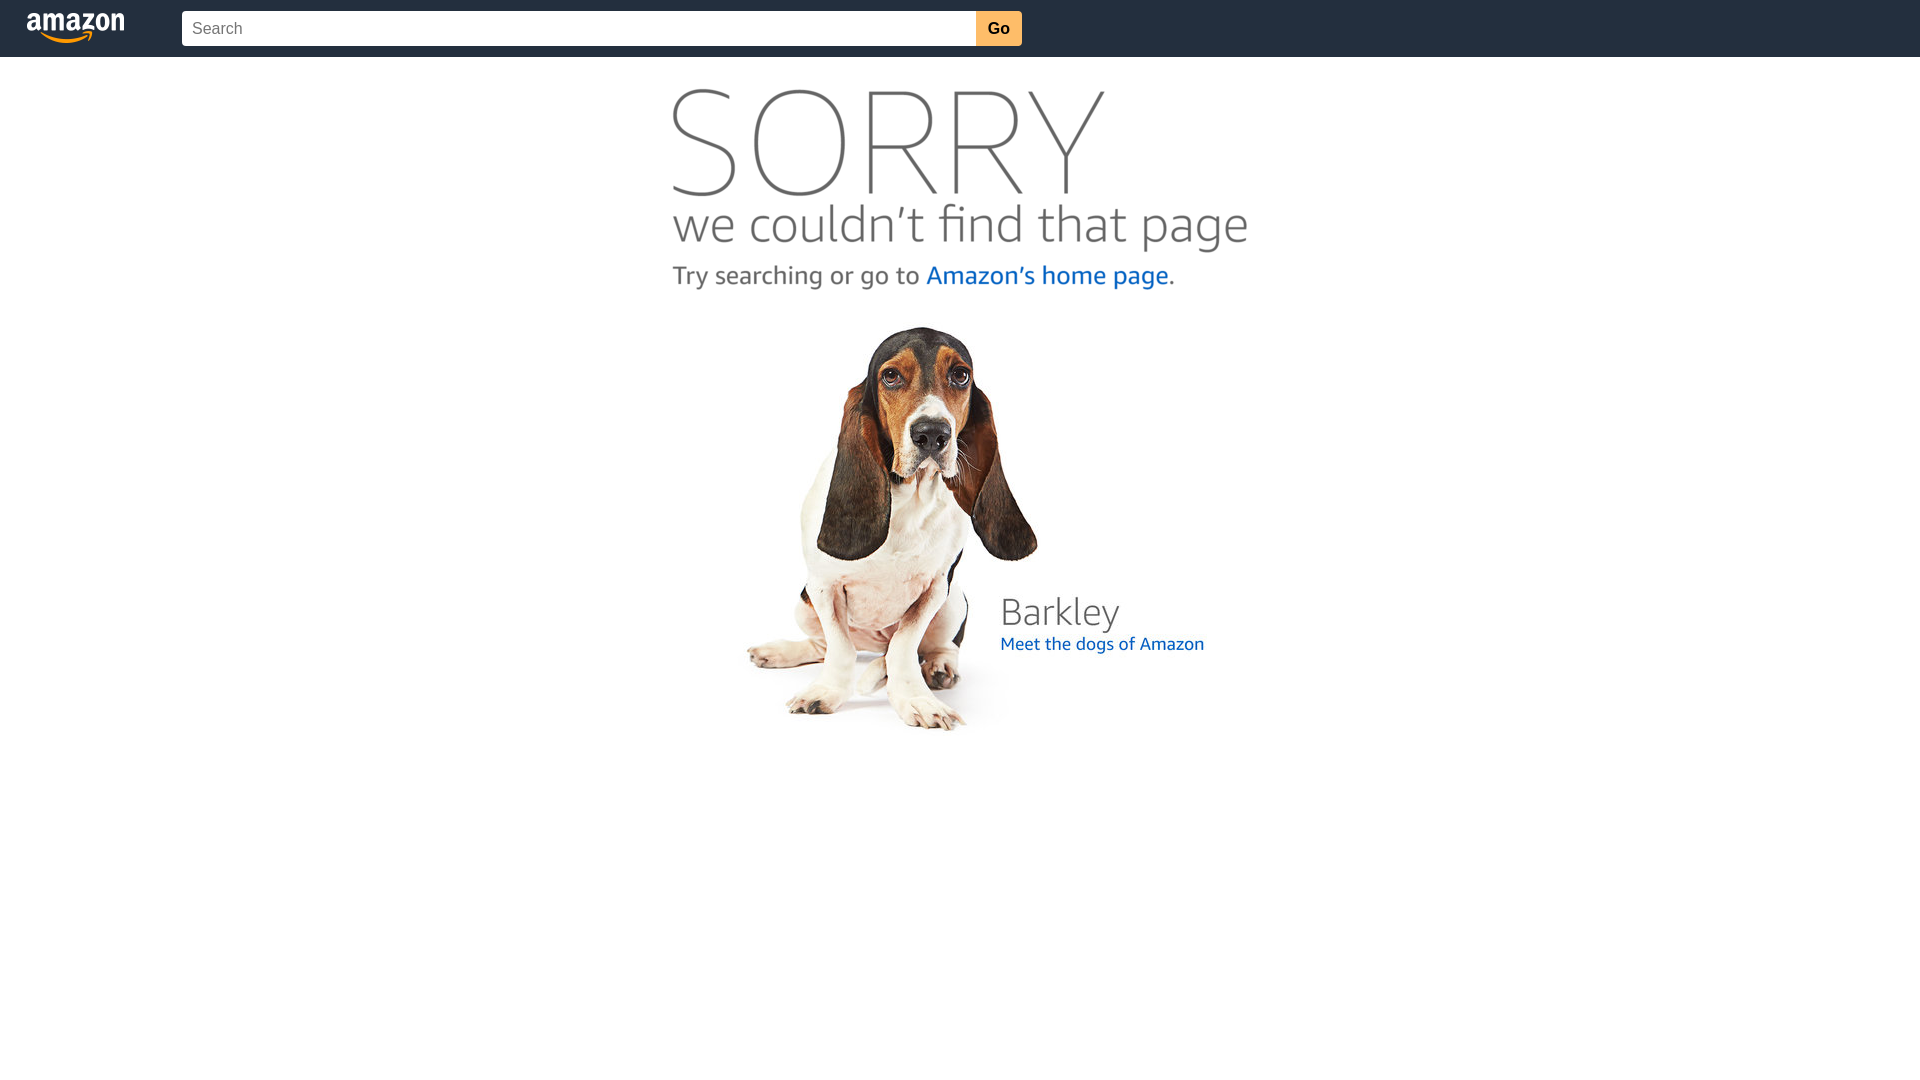 amazon
Search
Go
SORRY
we couldn't find that page
Try searching or go to Amazon's home page.
Barkley
Meet the dogs of Amazon